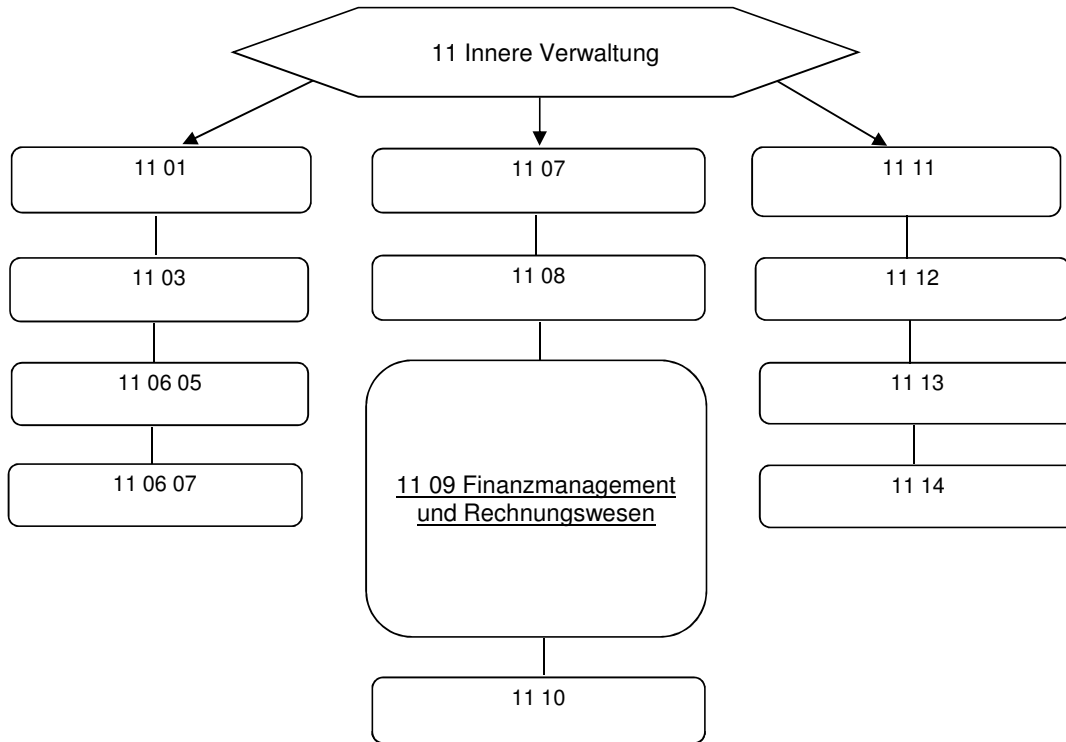 11 Innere Verwaltung
11 01
11 07
11 11
11 03
11 08
11 12
11 06 05
11 13
11 06 07
11 09 Finanzmanagement
und Rechnungswesen
11 14
11 10